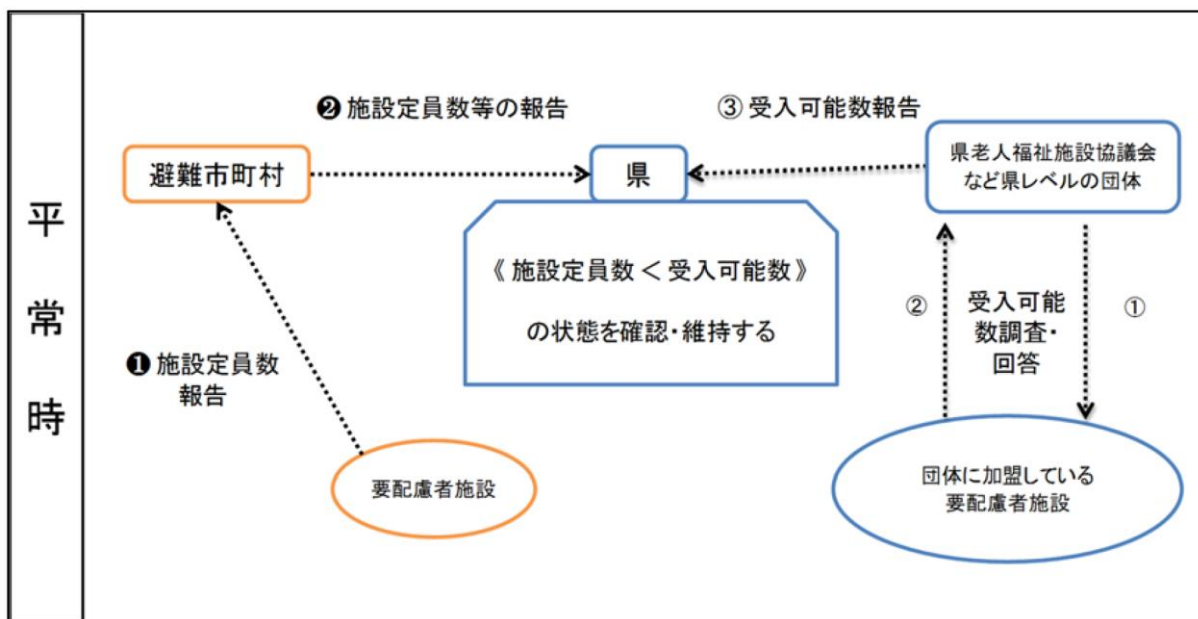 平常時
❷ 施設定員数等の報告
③ 受入可能数報告
避難市町村
県
県老人福祉施設協議会
など県レベルの団体
《 施設定員数 < 受入可能数 》
の状態を確認・維持する
❶ 施設定員数
報告
②
受入可能
数調査・
回答
①
要配慮者施設
団体に加盟している
要配慮者施設